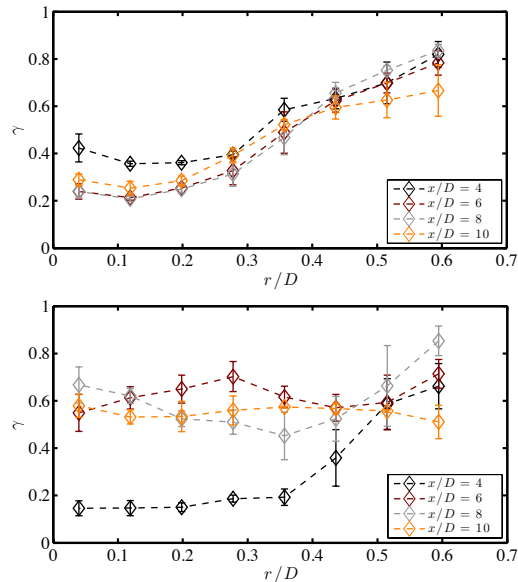 1
0.8
0.6
γ
0.4
0.2
0
x/D = 4
x/D = 6
x/D = 8
x/D = 10
0 0.1 0.2 0.3 0.4 0.5 0.6 0.7
r/D
1
0.8
0.6
γ
0.4
0.2
0
x/D = 4
x/D = 6
x/D = 8
x/D = 10
0 0.1 0.2 0.3 0.4 0.5 0.6 0.7
r/D